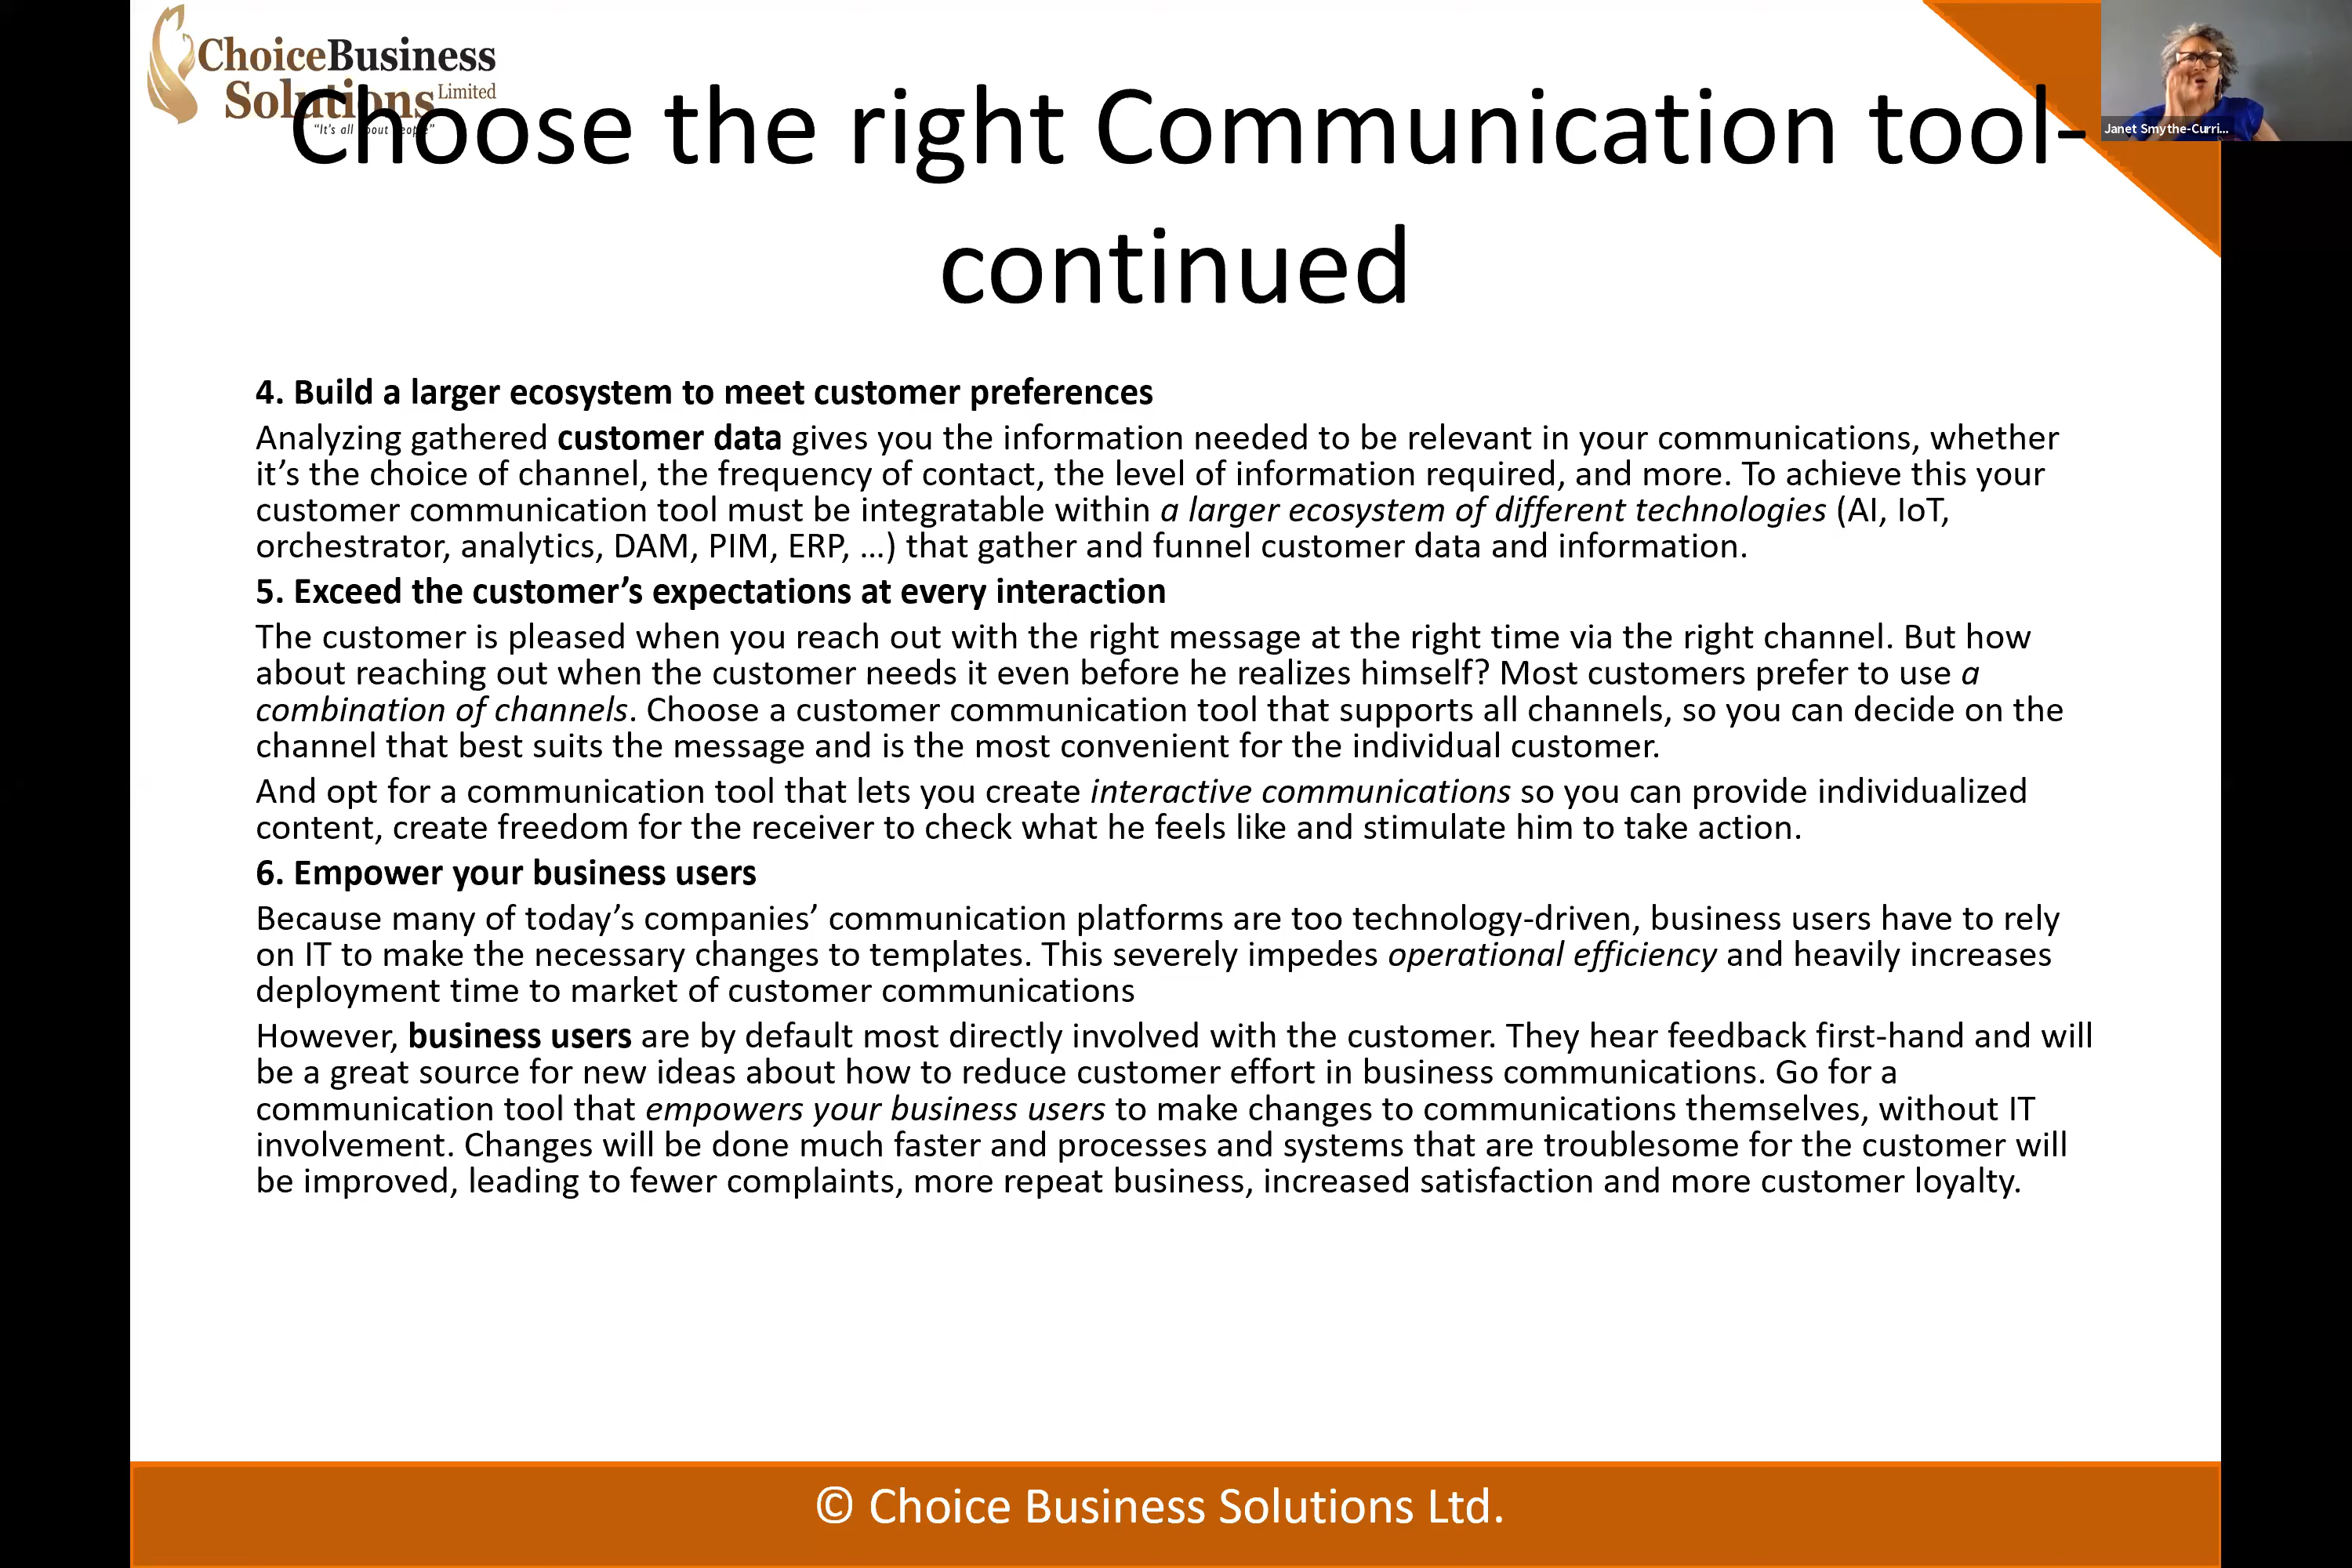 ChoiceBusiness
Solutions Limited
"It's all about people"
Choose the right Communication tool-
continued
Janet Smythe-Curri...
4. Build a larger ecosystem to meet customer preferences
Analyzing gathered customer data gives you the information needed to be relevant in your communications, whether
it’s the choice of channel, the frequency of contact, the level of information required, and more. To achieve this your
customer communication tool must be integratable within a larger ecosystem of different technologies (AI, IoT,
orchestrator, analytics, DAM, PIM, ERP, …) that gather and funnel customer data and information.
5. Exceed the customer’s expectations at every interaction
The customer is pleased when you reach out with the right message at the right time via the right channel. But how
about reaching out when the customer needs it even before he realizes himself? Most customers prefer to use a
combination of channels. Choose a customer communication tool that supports all channels, so you can decide on the
channel that best suits the message and is the most convenient for the individual customer.
And opt for a communication tool that lets you create interactive communications so you can provide individualized
content, create freedom for the receiver to check what he feels like and stimulate him to take action.
6. Empower your business users
Because many of today’s companies’ communication platforms are too technology-driven, business users have to rely
on IT to make the necessary changes to templates. This severely impedes operational efficiency and heavily increases
deployment time to market of customer communications
However, business users are by default most directly involved with the customer. They hear feedback first-hand and will
be a great source for new ideas about how to reduce customer effort in business communications. Go for a
communication tool that empowers your business users to make changes to communications themselves, without IT
involvement. Changes will be done much faster and processes and systems that are troublesome for the customer will
be improved, leading to fewer complaints, more repeat business, increased satisfaction and more customer loyalty.
© Choice Business Solutions Ltd.